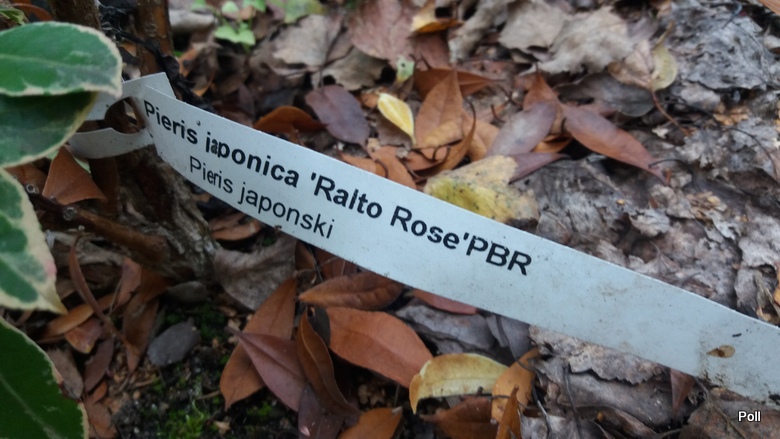 Pieris japonica 'Ralto Rose'PBR
Pieris japonski
Poll